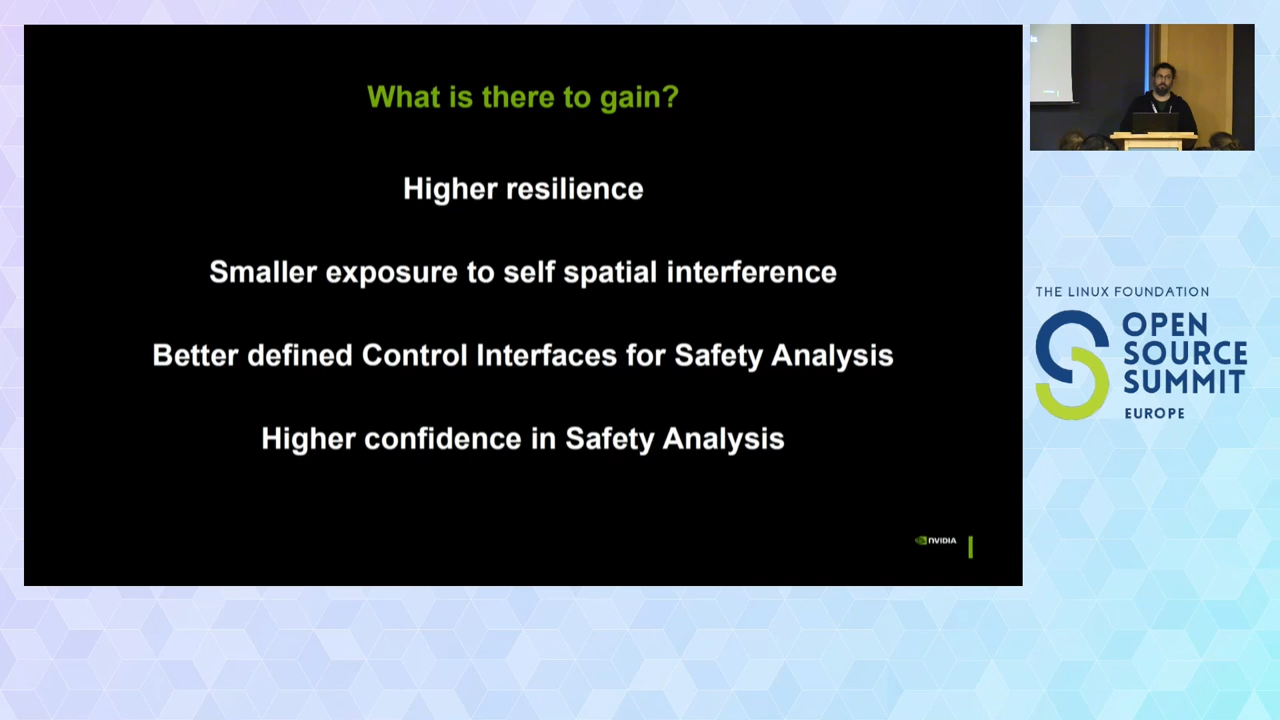 What is there to gain?
Higher resilience
Smaller exposure to self spatial interference
Better defined Control Interfaces for Safety Analysis
Higher confidence in Safety Analysis
NVIDIA
THE LINUX FOUNDATION
OPEN
SOURCE
SUMMIT
EUROPE